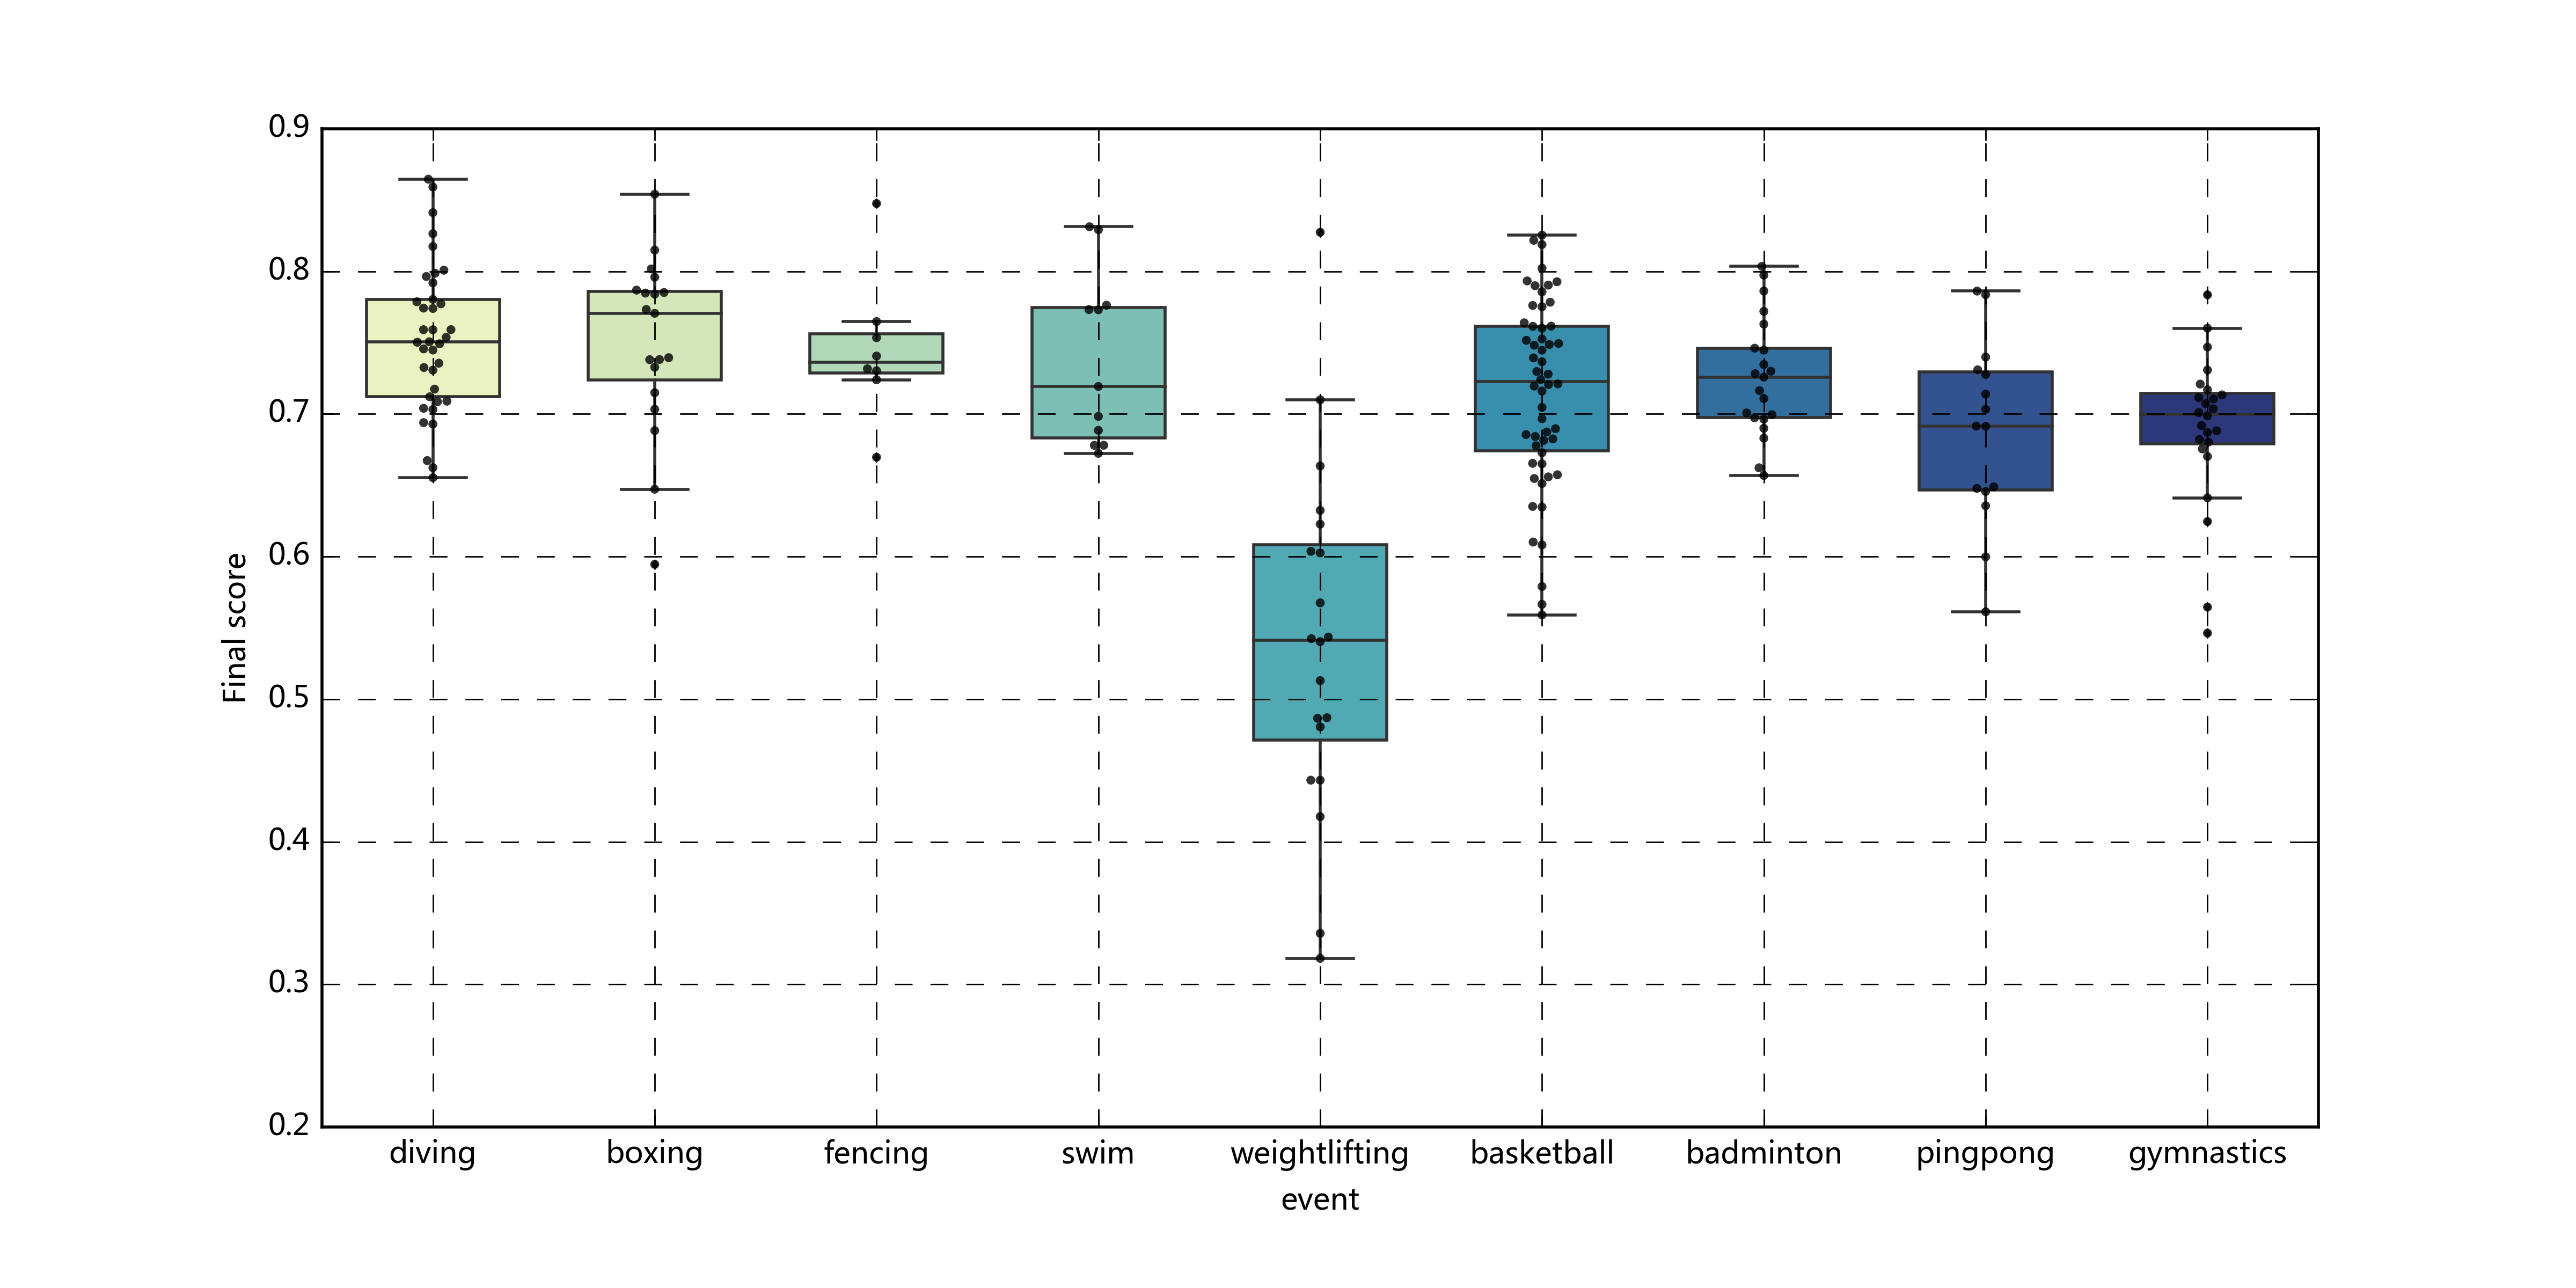 0.9
0.8
0.7
0.6
0.5
0.4
0.3
0.2
Final score
diving boxing fencing swim weightlifting basketball badminton pingpong gymnastics
event